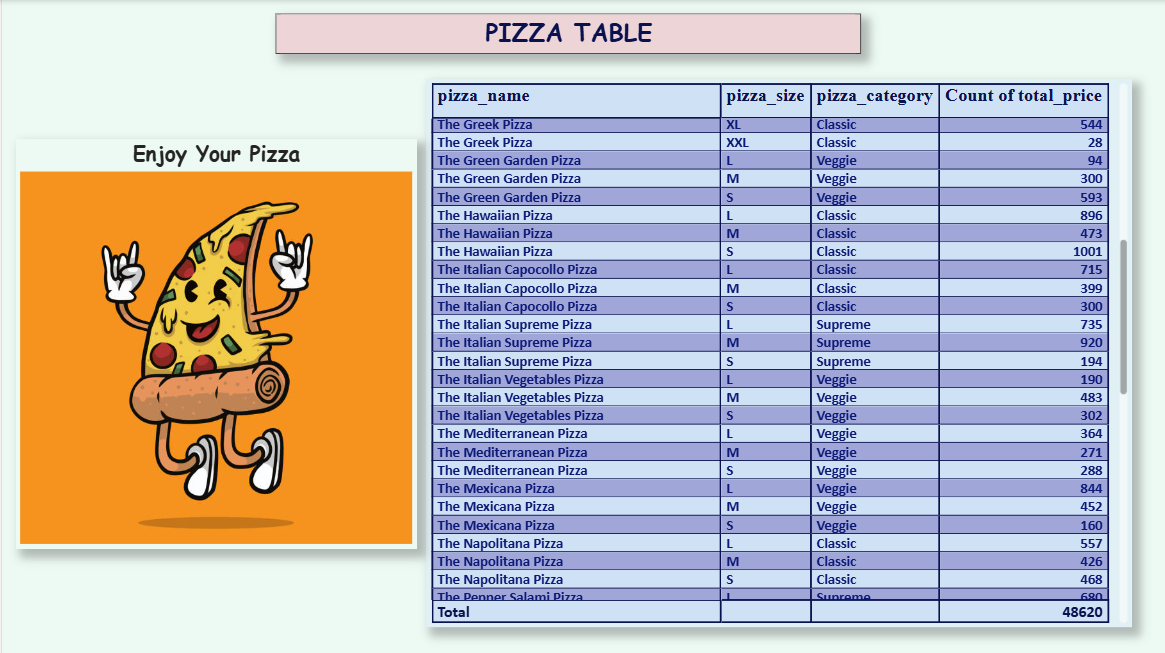 PIZZA TABLE
Enjoy Your Pizza
pizza_name pizza_size pizza_category Count of total_price
The Greek Pizza XL Classic 544
The Greek Pizza XXL Classic 28
The Green Garden Pizza L Veggie 94
The Green Garden Pizza M Veggie 300
The Green Garden Pizza S Veggie 593
The Hawaiian Pizza L Classic 896
The Hawaiian Pizza M Classic 473
The Hawaiian Pizza S Classic 1001
The Italian Capocollo Pizza L Classic 715
The Italian Capocollo Pizza M Classic 399
The Italian Capocollo Pizza S Classic 300
The Italian Supreme Pizza L Supreme 735
The Italian Supreme Pizza M Supreme 920
The Italian Supreme Pizza S Supreme 194
The Italian Vegetables Pizza L Veggie 190
The Italian Vegetables Pizza M Veggie 483
The Italian Vegetables Pizza S Veggie 302
The Mediterranean Pizza L Veggie 364
The Mediterranean Pizza M Veggie 271
The Mediterranean Pizza S Veggie 288
The Mexicana Pizza L Veggie 844
The Mexicana Pizza M Veggie 452
The Mexicana Pizza S Veggie 160
The Napolitana Pizza L Classic 557
The Napolitana Pizza M Classic 426
The Napolitana Pizza S Classic 468
The Pepper Salami Pizza L Supreme 680
Total 48620